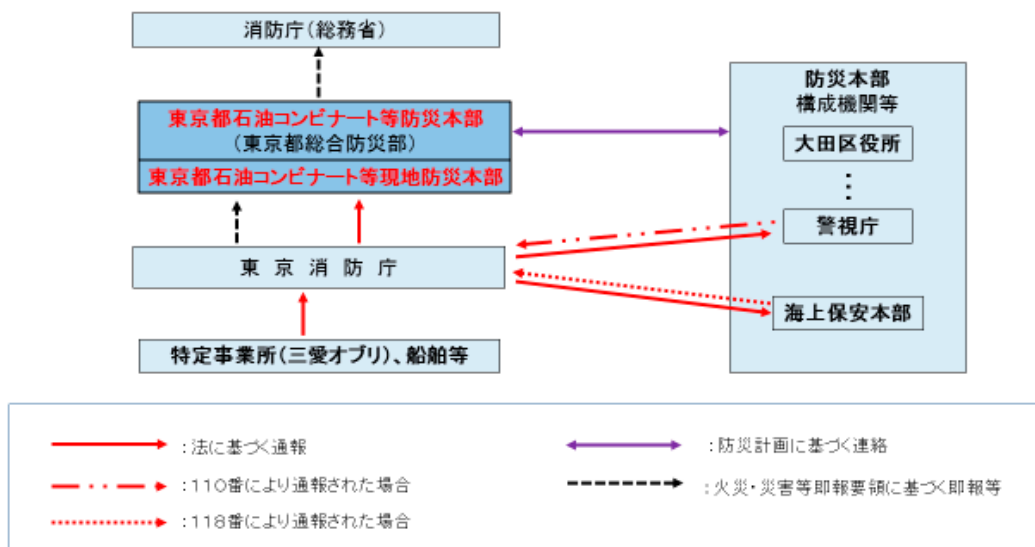 消防庁(総務省)
東京都石油コンビナート等防災本部
(東京都総合防災部)
東京都石油コンビナート等現地防災本部
東京消防庁
特定事業所(三愛オブリ)、船舶等
防災本部
構成機関等
大田区役所
⋮
警視庁
海上保安本部
:法に基づく通報
:110番により通報された場合
:118番により通報された場合
:防災計画に基づく連絡
:火災・災害等即報要領に基づく即報等